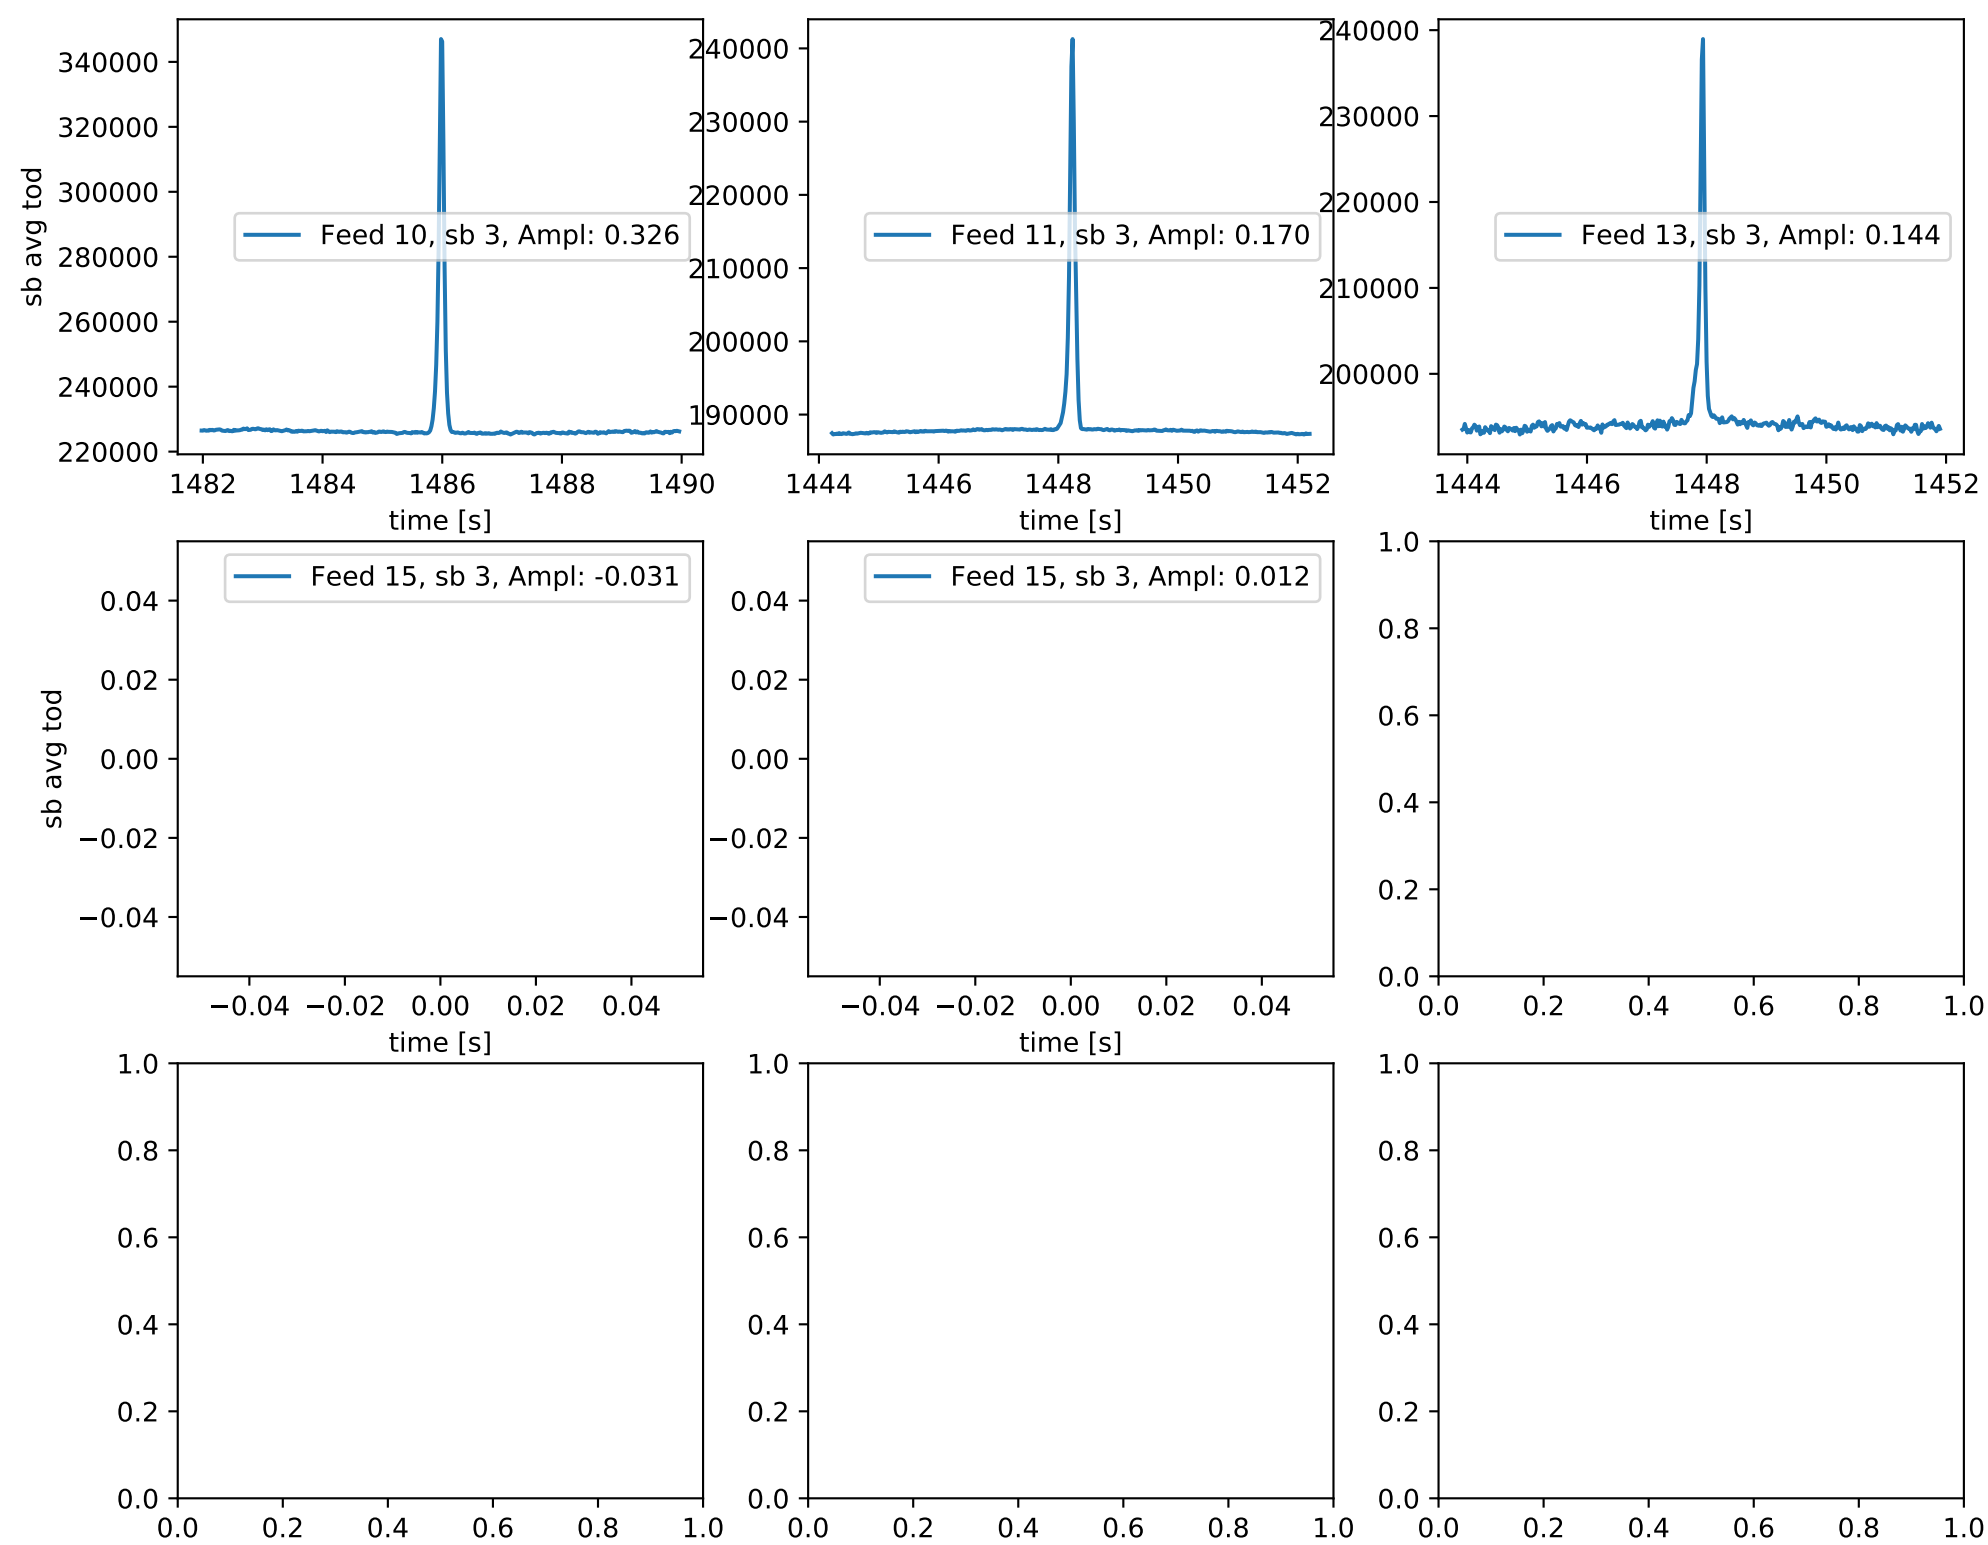 340000
320000
300000
280000
260000
240000
220000
sb avg tod
Feed 10, sb 3, Ampl: 0.326
1482 1484 1486 1488 1490
time [s]
240000
230000
220000
210000
200000
190000
Feed 11, sb 3, Ampl: 0.170
1444 1446 1448 1450 1452
time [s]
240000
230000
220000
210000
200000
Feed 13, sb 3, Ampl: 0.144
1444 1446 1448 1450 1452
time [s]
0.04
0.02
0.00
−0.02
−0.04
sb avg tod
Feed 15, sb 3, Ampl: -0.031
−0.04 −0.02 0.00 0.02 0.04
time [s]
0.04
0.02
0.00
−0.02
−0.04
Feed 15, sb 3, Ampl: 0.012
−0.04 −0.02 0.00 0.02 0.04
time [s]
1.0
0.8
0.6
0.4
0.2
0.0
0.0 0.2 0.4 0.6 0.8 1.0
1.0
0.8
0.6
0.4
0.2
0.0
0.0 0.2 0.4 0.6 0.8 1.0
1.0
0.8
0.6
0.4
0.2
0.0
0.0 0.2 0.4 0.6 0.8 1.0
1.0
0.8
0.6
0.4
0.2
0.0
0.0 0.2 0.4 0.6 0.8 1.0